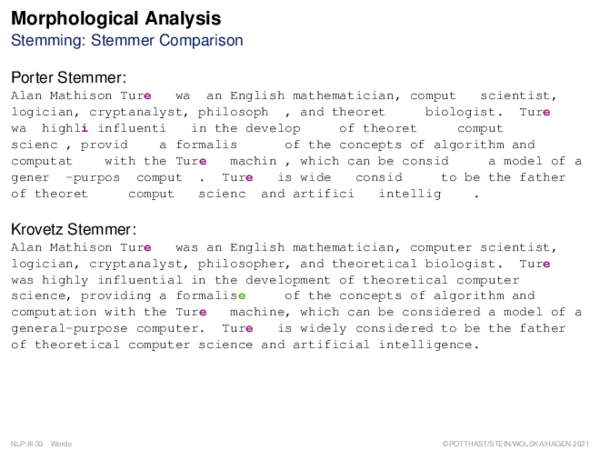 Morphological Analysis
Stemming: Stemmer Comparison
Porter Stemmer:
Alan Mathison Ture wa an English mathematician, comput scientist,
logician, cryptanalyst, philosoph , and theoret biologist. Ture
wa highli influenti in the develop of theoret comput
scienc , provid a formalis of the concepts of algorithm and
computat with the Ture machin , which can be consid a model of a
gener -purpos comput . Ture is wide consid to be the father
of theoret comput scienc and artifici intellig .
Krovetz Stemmer:
Alan Mathison Ture was an English mathematician, computer scientist,
logician, cryptanalyst, philosopher, and theoretical biologist. Ture
was highly influential in the development of theoretical computer
science, providing a formalise of the concepts of algorithm and
computation with the Ture machine, which can be considered a model of a
general-purpose computer. Ture is widely considered to be the father
of theoretical computer science and artificial intelligence.
NLP:III-33 Words ©POTTHAST/STEIN/WOLSKA/HAGEN 2021